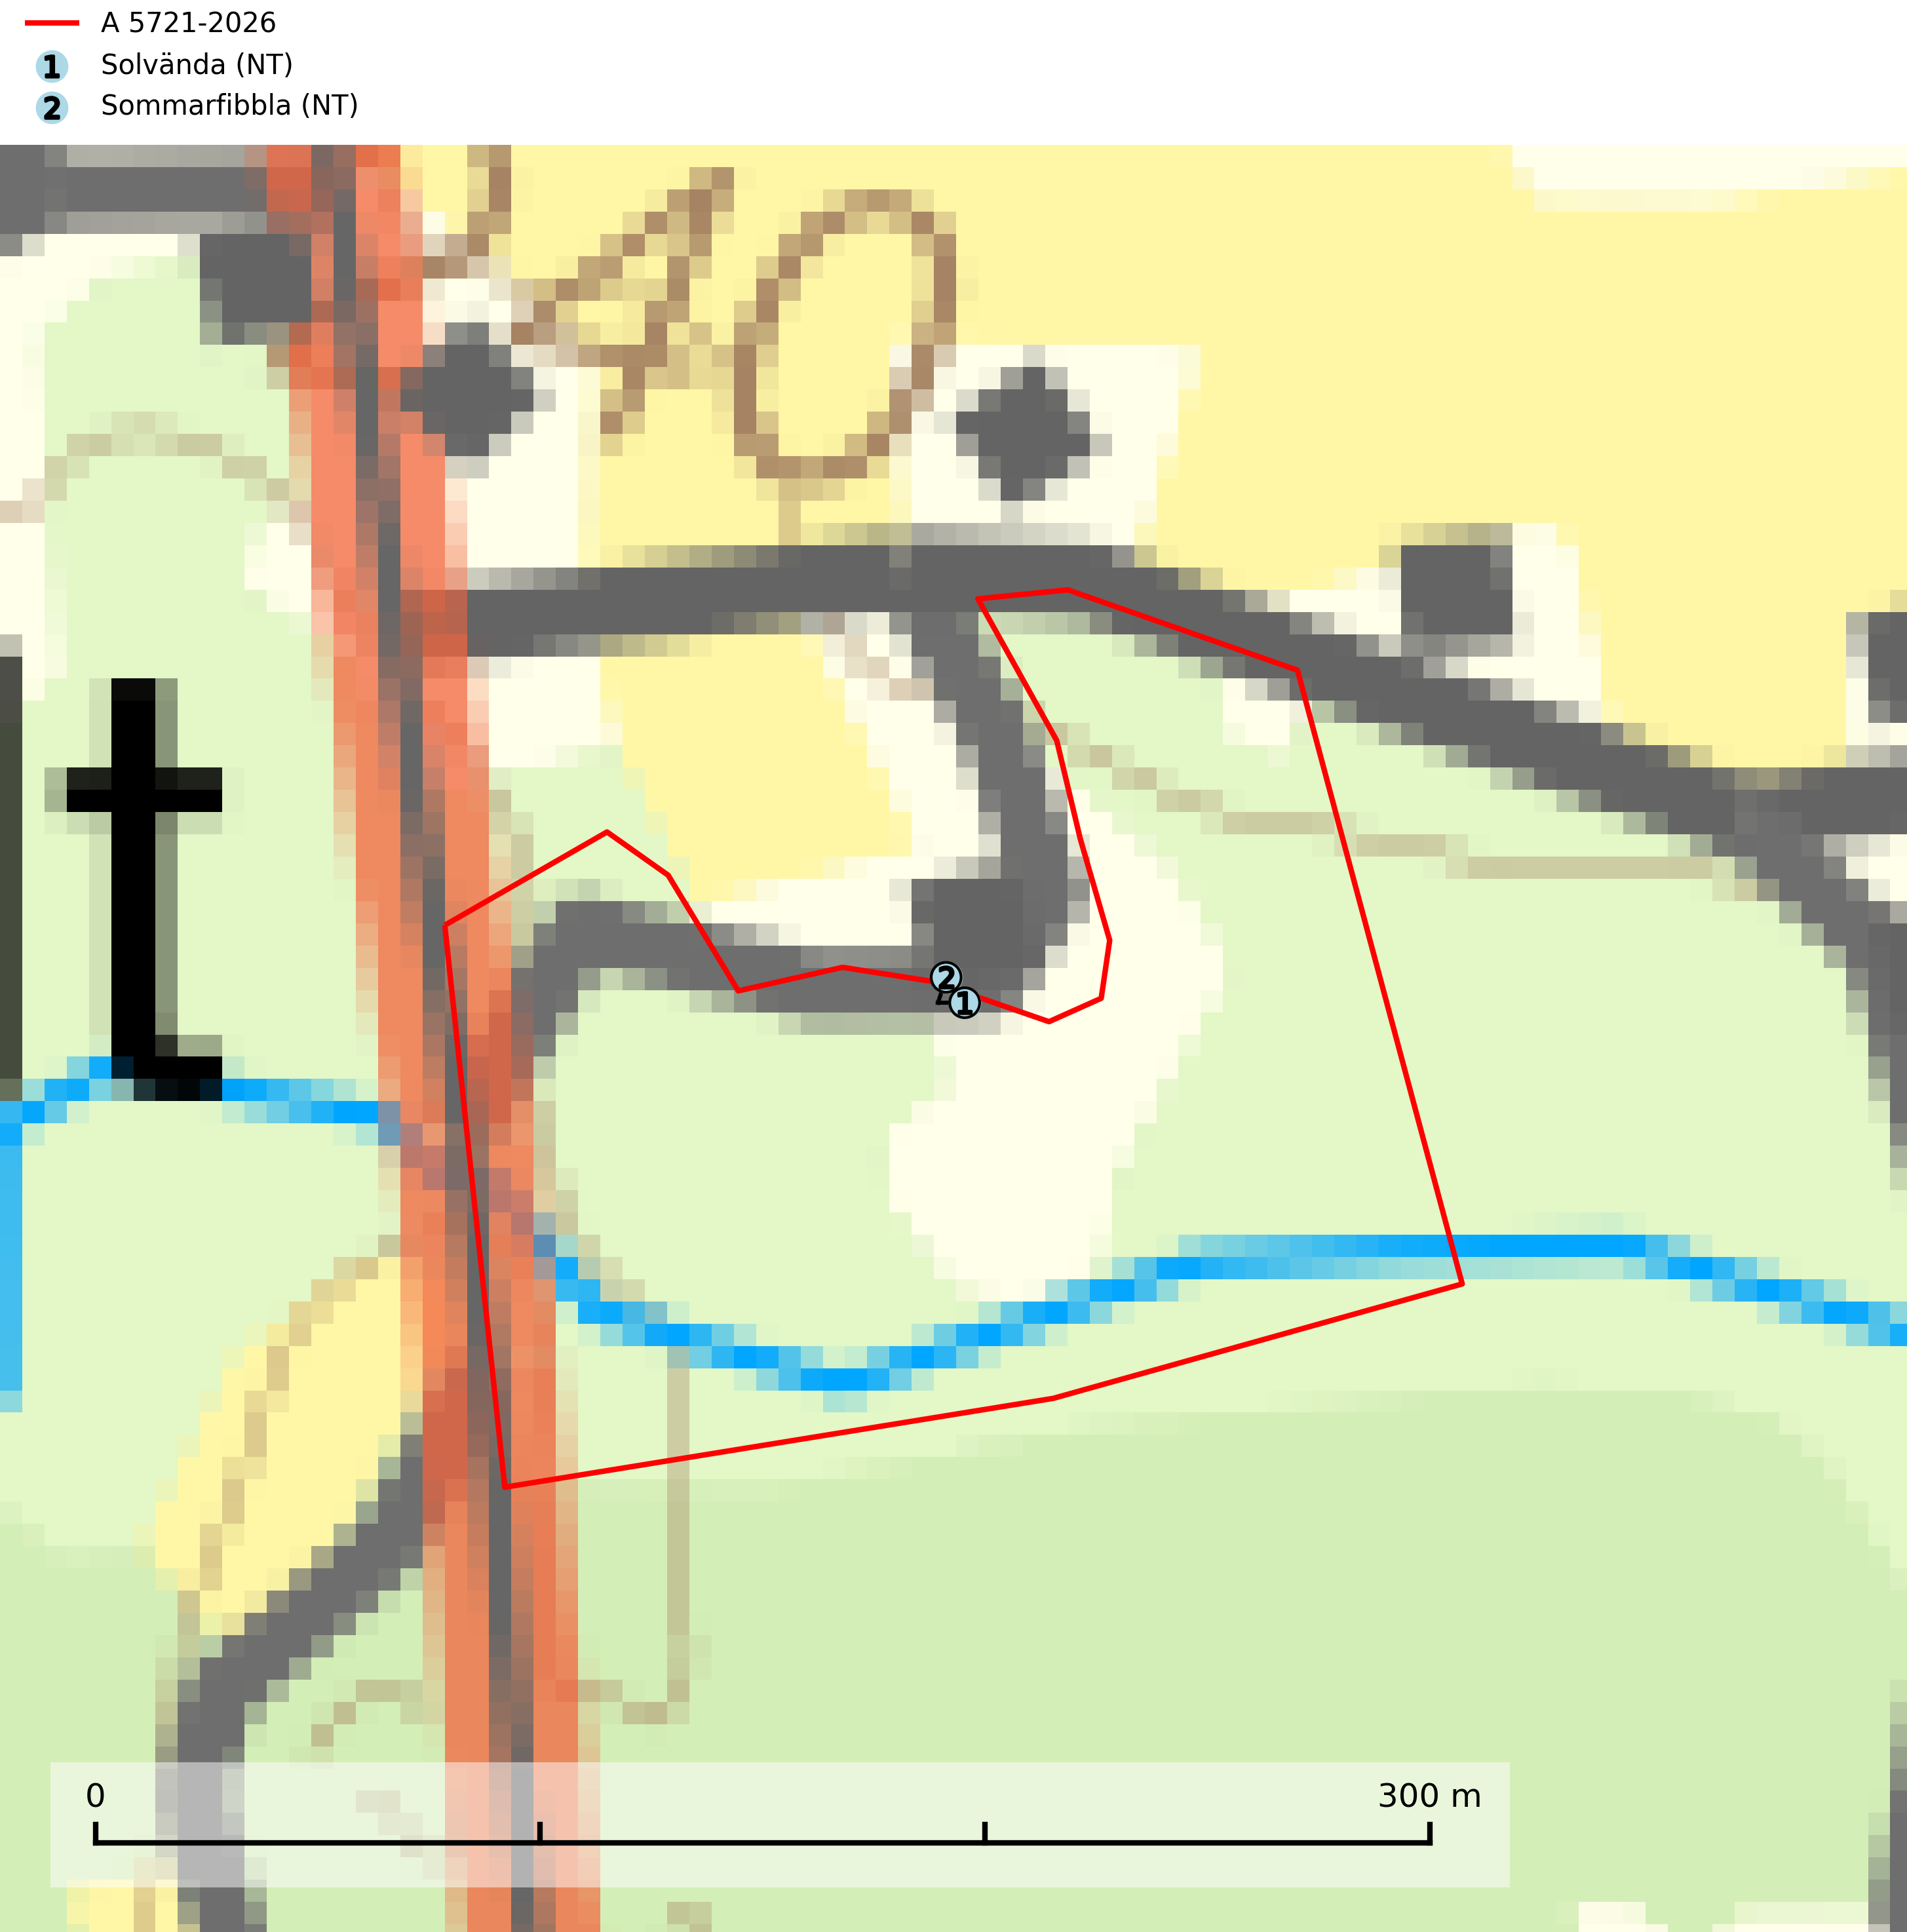 A 5721-2026
1 Solvända (NT)
2 Sommarfibbla (NT)
2
1
0 300 m